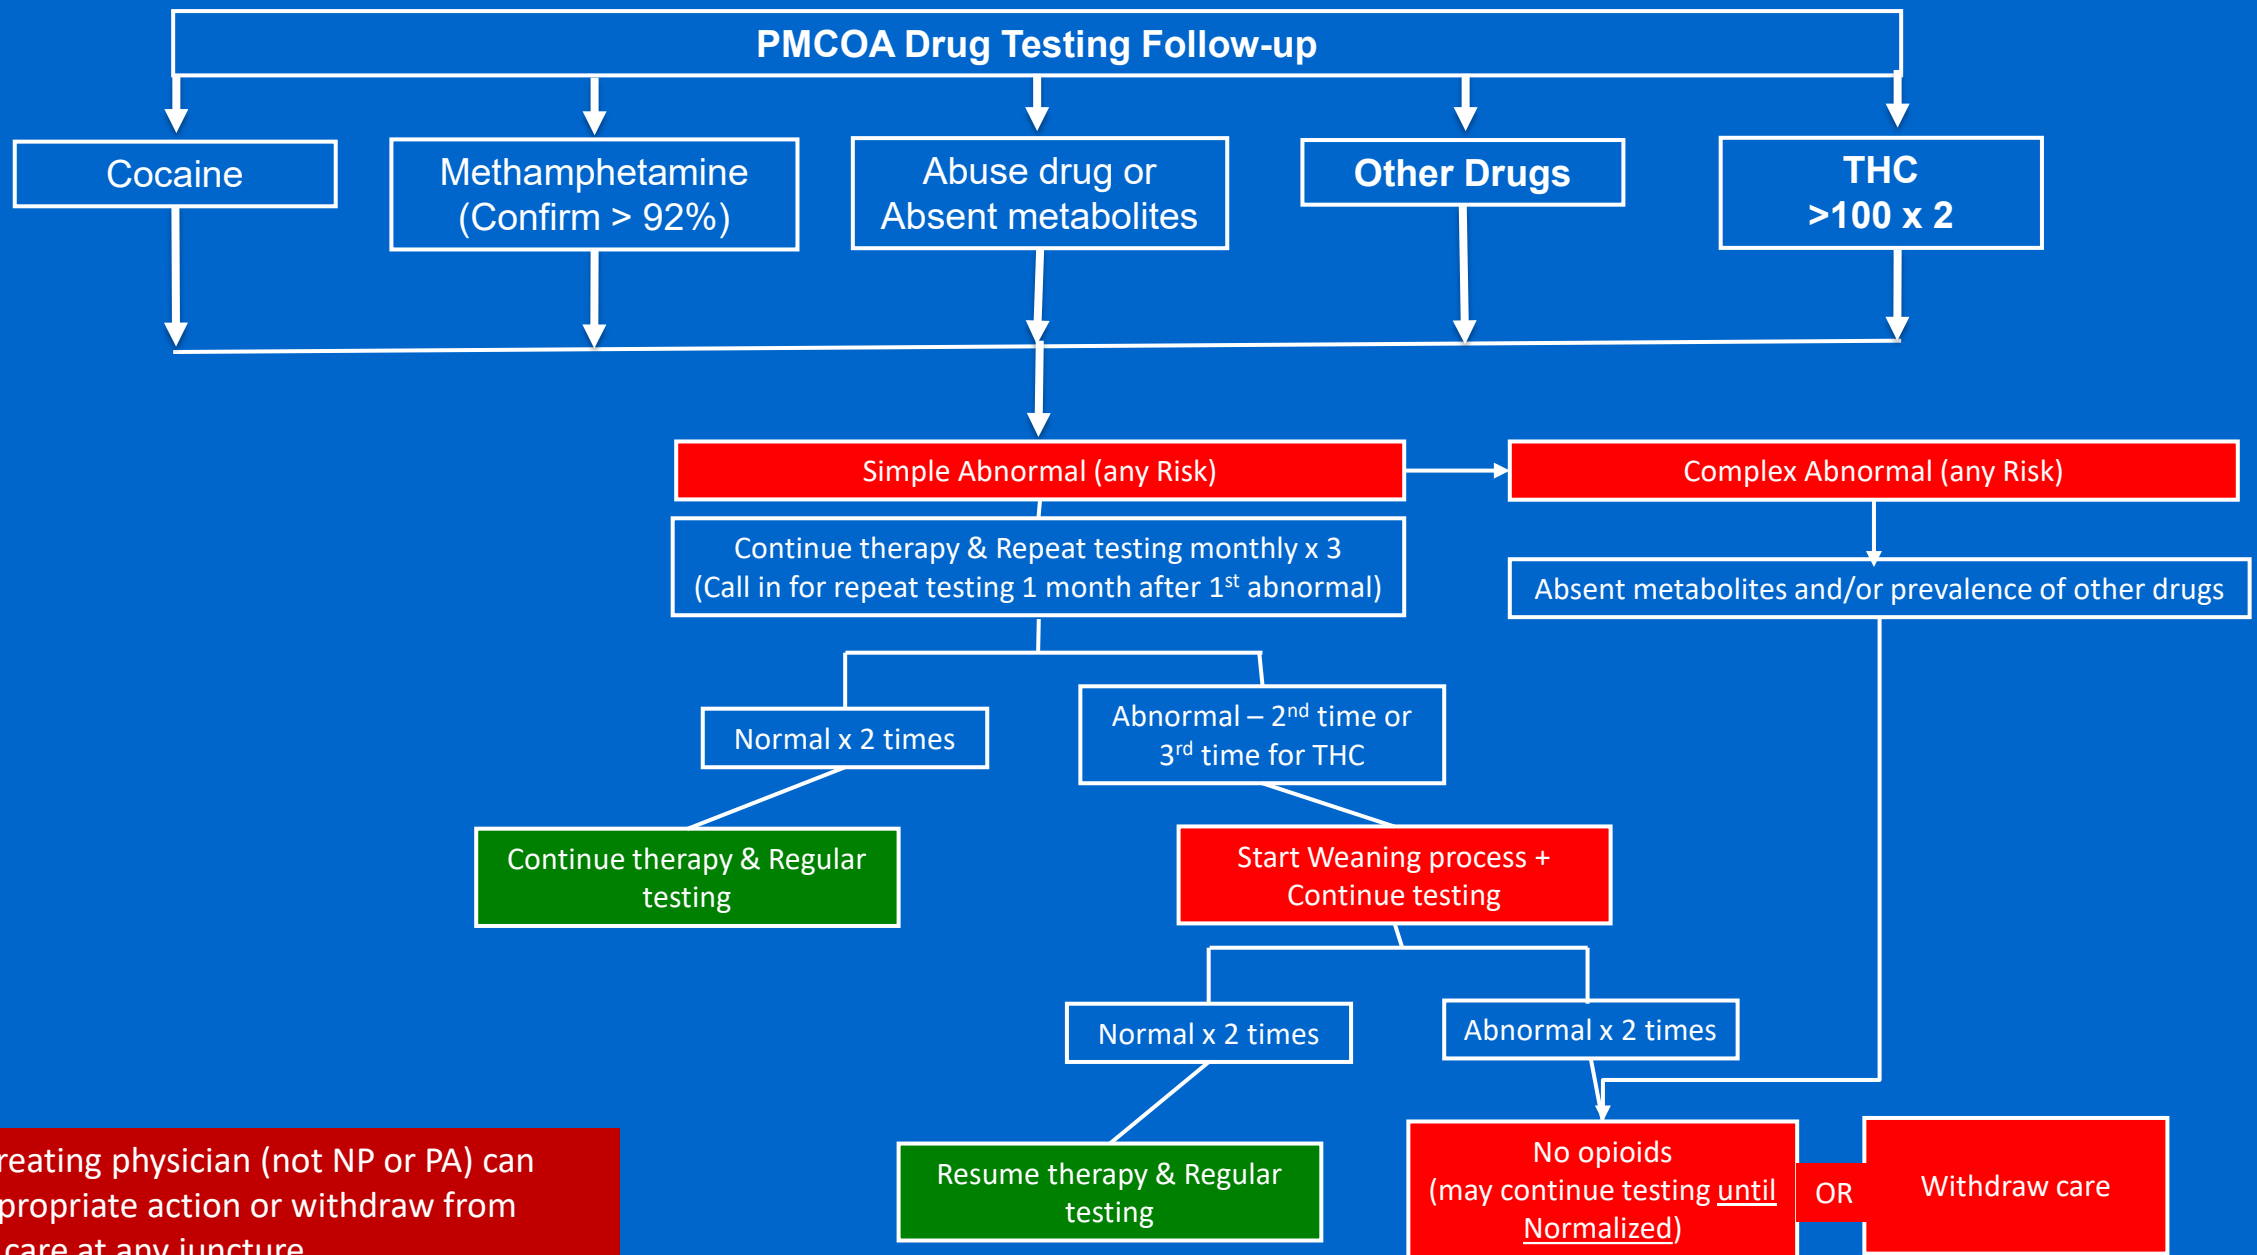 PMCOA Drug Testing Follow-up
Cocaine
Methamphetamine
(Confirm > 92%)
Abuse drug or
Absent metabolites
Other Drugs
THC
>100 x 2
Simple Abnormal (any Risk)
Complex Abnormal (any Risk)
Continue therapy & Repeat testing monthly x 3
(Call in for repeat testing 1 month after 1st abnormal)
Absent metabolites and/or prevalence of other drugs
Normal x 2 times
Abnormal – 2nd time or
3rd time for THC
Continue therapy & Regular
testing
Start Weaning process +
Continue testing
Normal x 2 times
Abnormal x 2 times
Resume therapy & Regular
testing
No opioids
(may continue testing until
Normalized)
OR
Withdraw care
physician (not NP or PA) can
action or withdraw from
care at any juncture